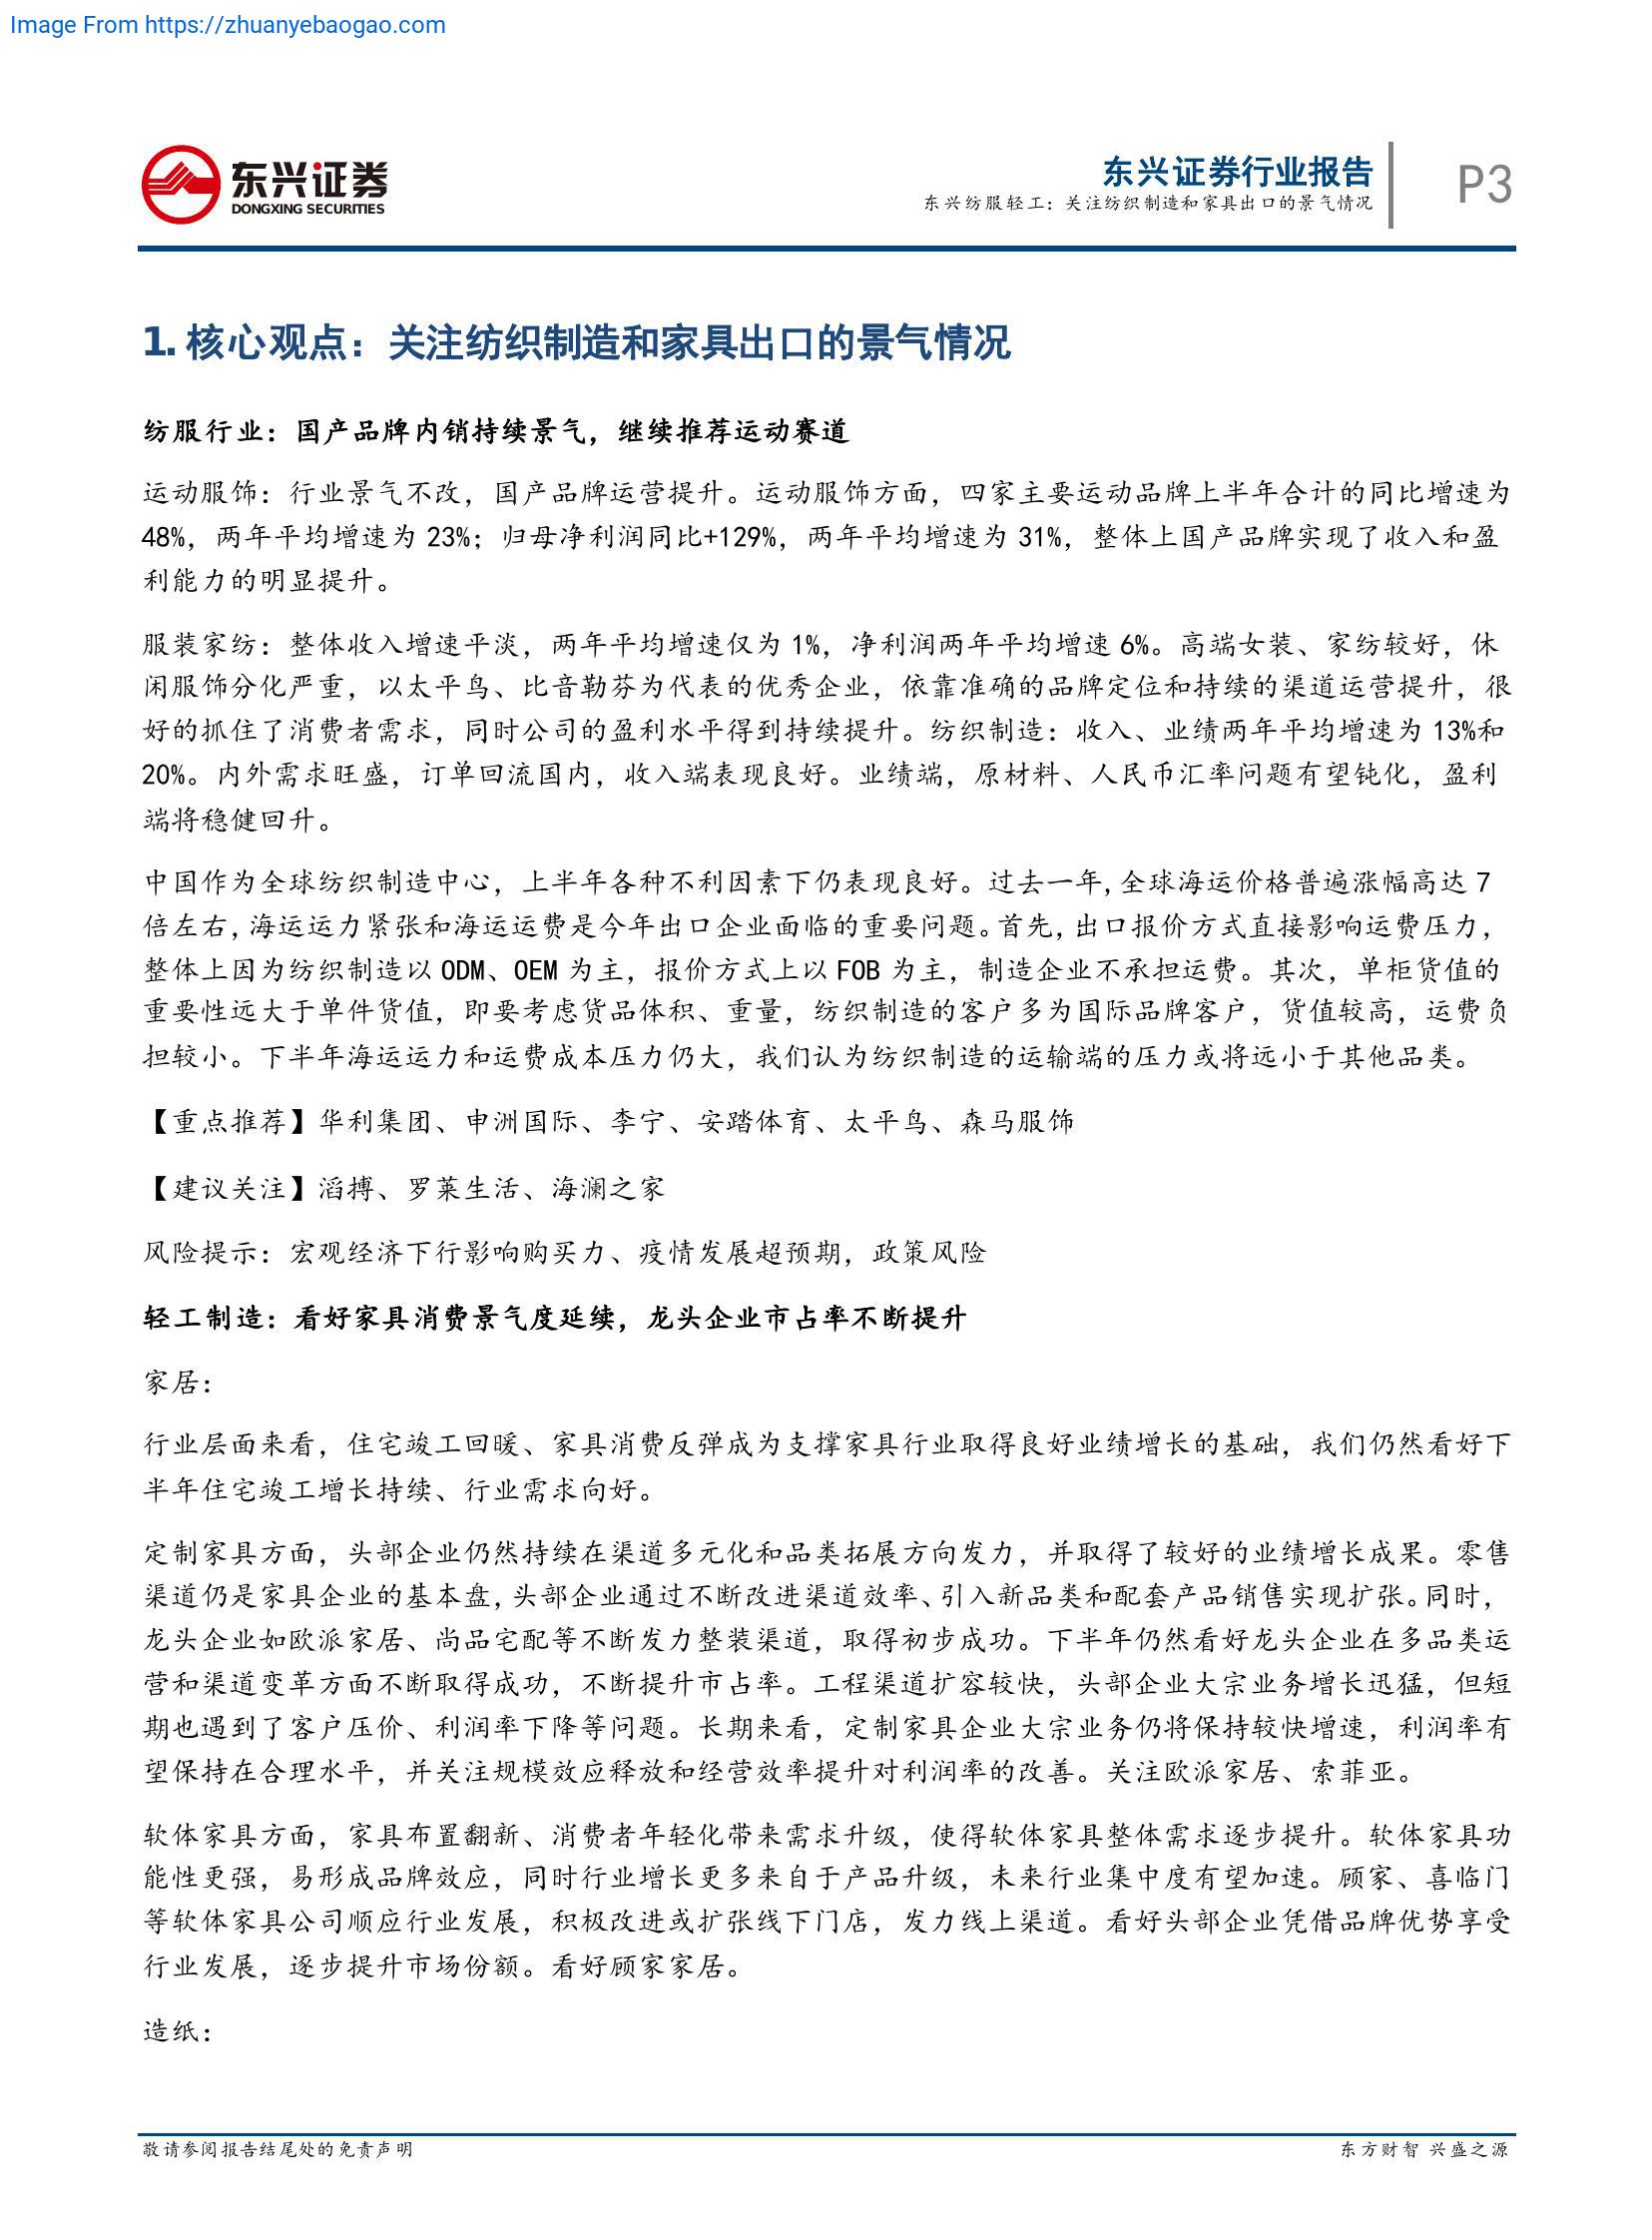 Image From https://zhuanyebaogao.com
东兴证券
DONGXING SECURITIES
东兴证券行业报告
东兴纺服轻工：关注纺织制造和家具出口的景气情况
P3
1. 核心观点：关注纺织制造和家具出口的景气情况
纺服行业：国产品牌内销持续景气，继续推荐运动赛道
运动服饰：行业景气不改，国产品牌运营提升。运动服饰方面，四家主要运动品牌上半年合计的同比增速为
48%，两年平均增速为 23%；归母净利润同比+129%，两年平均增速为 31%，整体上国产品牌实现了收入和盈
利能力的明显提升。
服装家纺：整体收入增速平淡，两年平均增速仅为 1%，净利润两年平均增速 6%。高端女装、家纺较好，休
闲服饰分化严重，以太平鸟、比音勒芬为代表的优秀企业，依靠准确的品牌定位和持续的渠道运营提升，很
好的抓住了消费者需求，同时公司的盈利水平得到持续提升。纺织制造：收入、业绩两年平均增速为 13%和
20%。内外需求旺盛，订单回流国内，收入端表现良好。业绩端，原材料、人民币汇率问题有望钝化，盈利
端将稳健回升。
中国作为全球纺织制造中心，上半年各种不利因素下仍表现良好。过去一年,全球海运价格普遍涨幅高达 7
倍左右,海运运力紧张和海运运费是今年出口企业面临的重要问题。首先,出口报价方式直接影响运费压力，
整体上因为纺织制造以 ODM、OEM 为主，报价方式上以 FOB 为主，制造企业不承担运费。其次，单柜货值的
重要性远大于单件货值，即要考虑货品体积、重量，纺织制造的客户多为国际品牌客户，货值较高，运费负
担较小。下半年海运运力和运费成本压力仍大，我们认为纺织制造的运输端的压力或将远小于其他品类。
【重点推荐】华利集团、申洲国际、李宁、安踏体育、太平鸟、森马服饰
【建议关注】滔搏、罗莱生活、海澜之家
风险提示：宏观经济下行影响购买力、疫情发展超预期，政策风险
轻工制造：看好家具消费景气度延续，龙头企业市占率不断提升
家居：
行业层面来看，住宅竣工回暖、家具消费反弹成为支撑家具行业取得良好业绩增长的基础，我们仍然看好下
半年住宅竣工增长持续、行业需求向好。
定制家具方面，头部企业仍然持续在渠道多元化和品类拓展方向发力，并取得了较好的业绩增长成果。零售
渠道仍是家具企业的基本盘,头部企业通过不断改进渠道效率、引入新品类和配套产品销售实现扩张。同时，
龙头企业如欧派家居、尚品宅配等不断发力整装渠道，取得初步成功。下半年仍然看好龙头企业在多品类运
营和渠道变革方面不断取得成功，不断提升市占率。工程渠道扩容较快，头部企业大宗业务增长迅猛，但短
期也遇到了客户压价、利润率下降等问题。长期来看，定制家具企业大宗业务仍将保持较快增速，利润率有
望保持在合理水平，并关注规模效应释放和经营效率提升对利润率的改善。关注欧派家居、索菲亚。
软体家具方面，家具布置翻新、消费者年轻化带来需求升级，使得软体家具整体需求逐步提升。软体家具功
能性更强，易形成品牌效应，同时行业增长更多来自于产品升级，未来行业集中度有望加速。顾家、喜临门
等软体家具公司顺应行业发展，积极改进或扩张线下门店，发力线上渠道。看好头部企业凭借品牌优势享受
行业发展，逐步提升市场份额。看好顾家家居。
造纸：
敬请参阅报告结尾处的免责声明
东方财智 兴盛之源